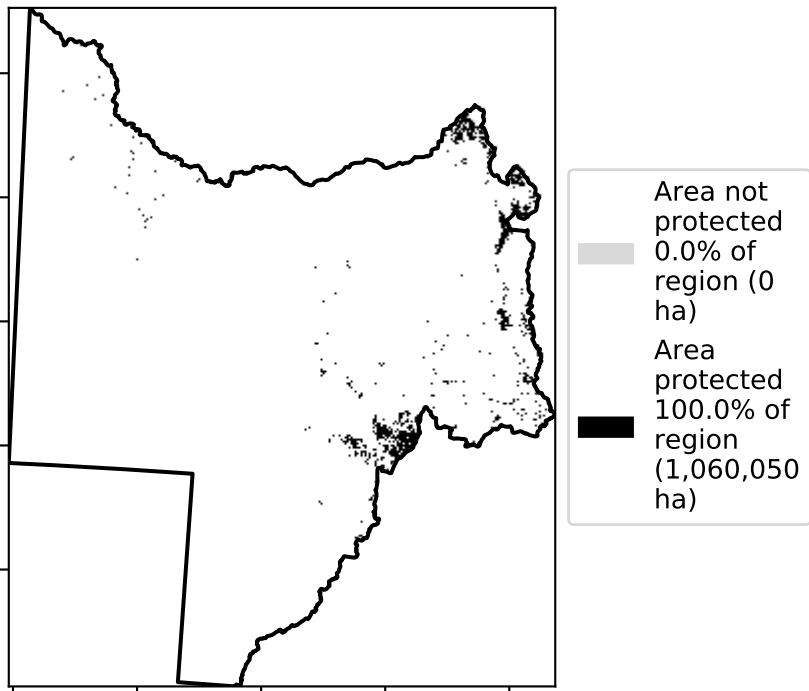 Area not
protected
0.0% of
region (0
ha)
Area
protected
100.0% of
region
(1,060,050
ha)